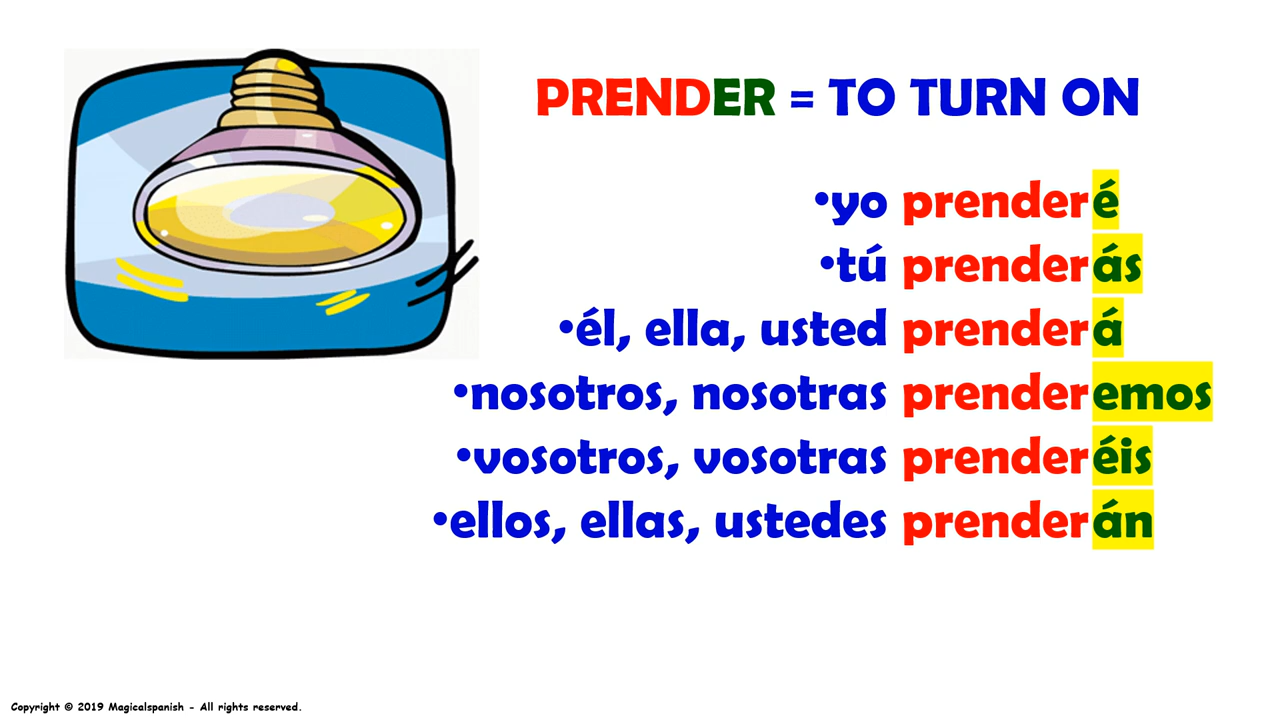 PRENDER = TO TURN ON
•yo prenderé
•tú prenderás
•él, ella, usted prenderá
•nosotros, nosotras prenderemos
•vosotros, vosotras prenderéis
•ellos, ellas, ustedes prenderán
Copyright © 2019 Magicalspanish - All rights reserved.